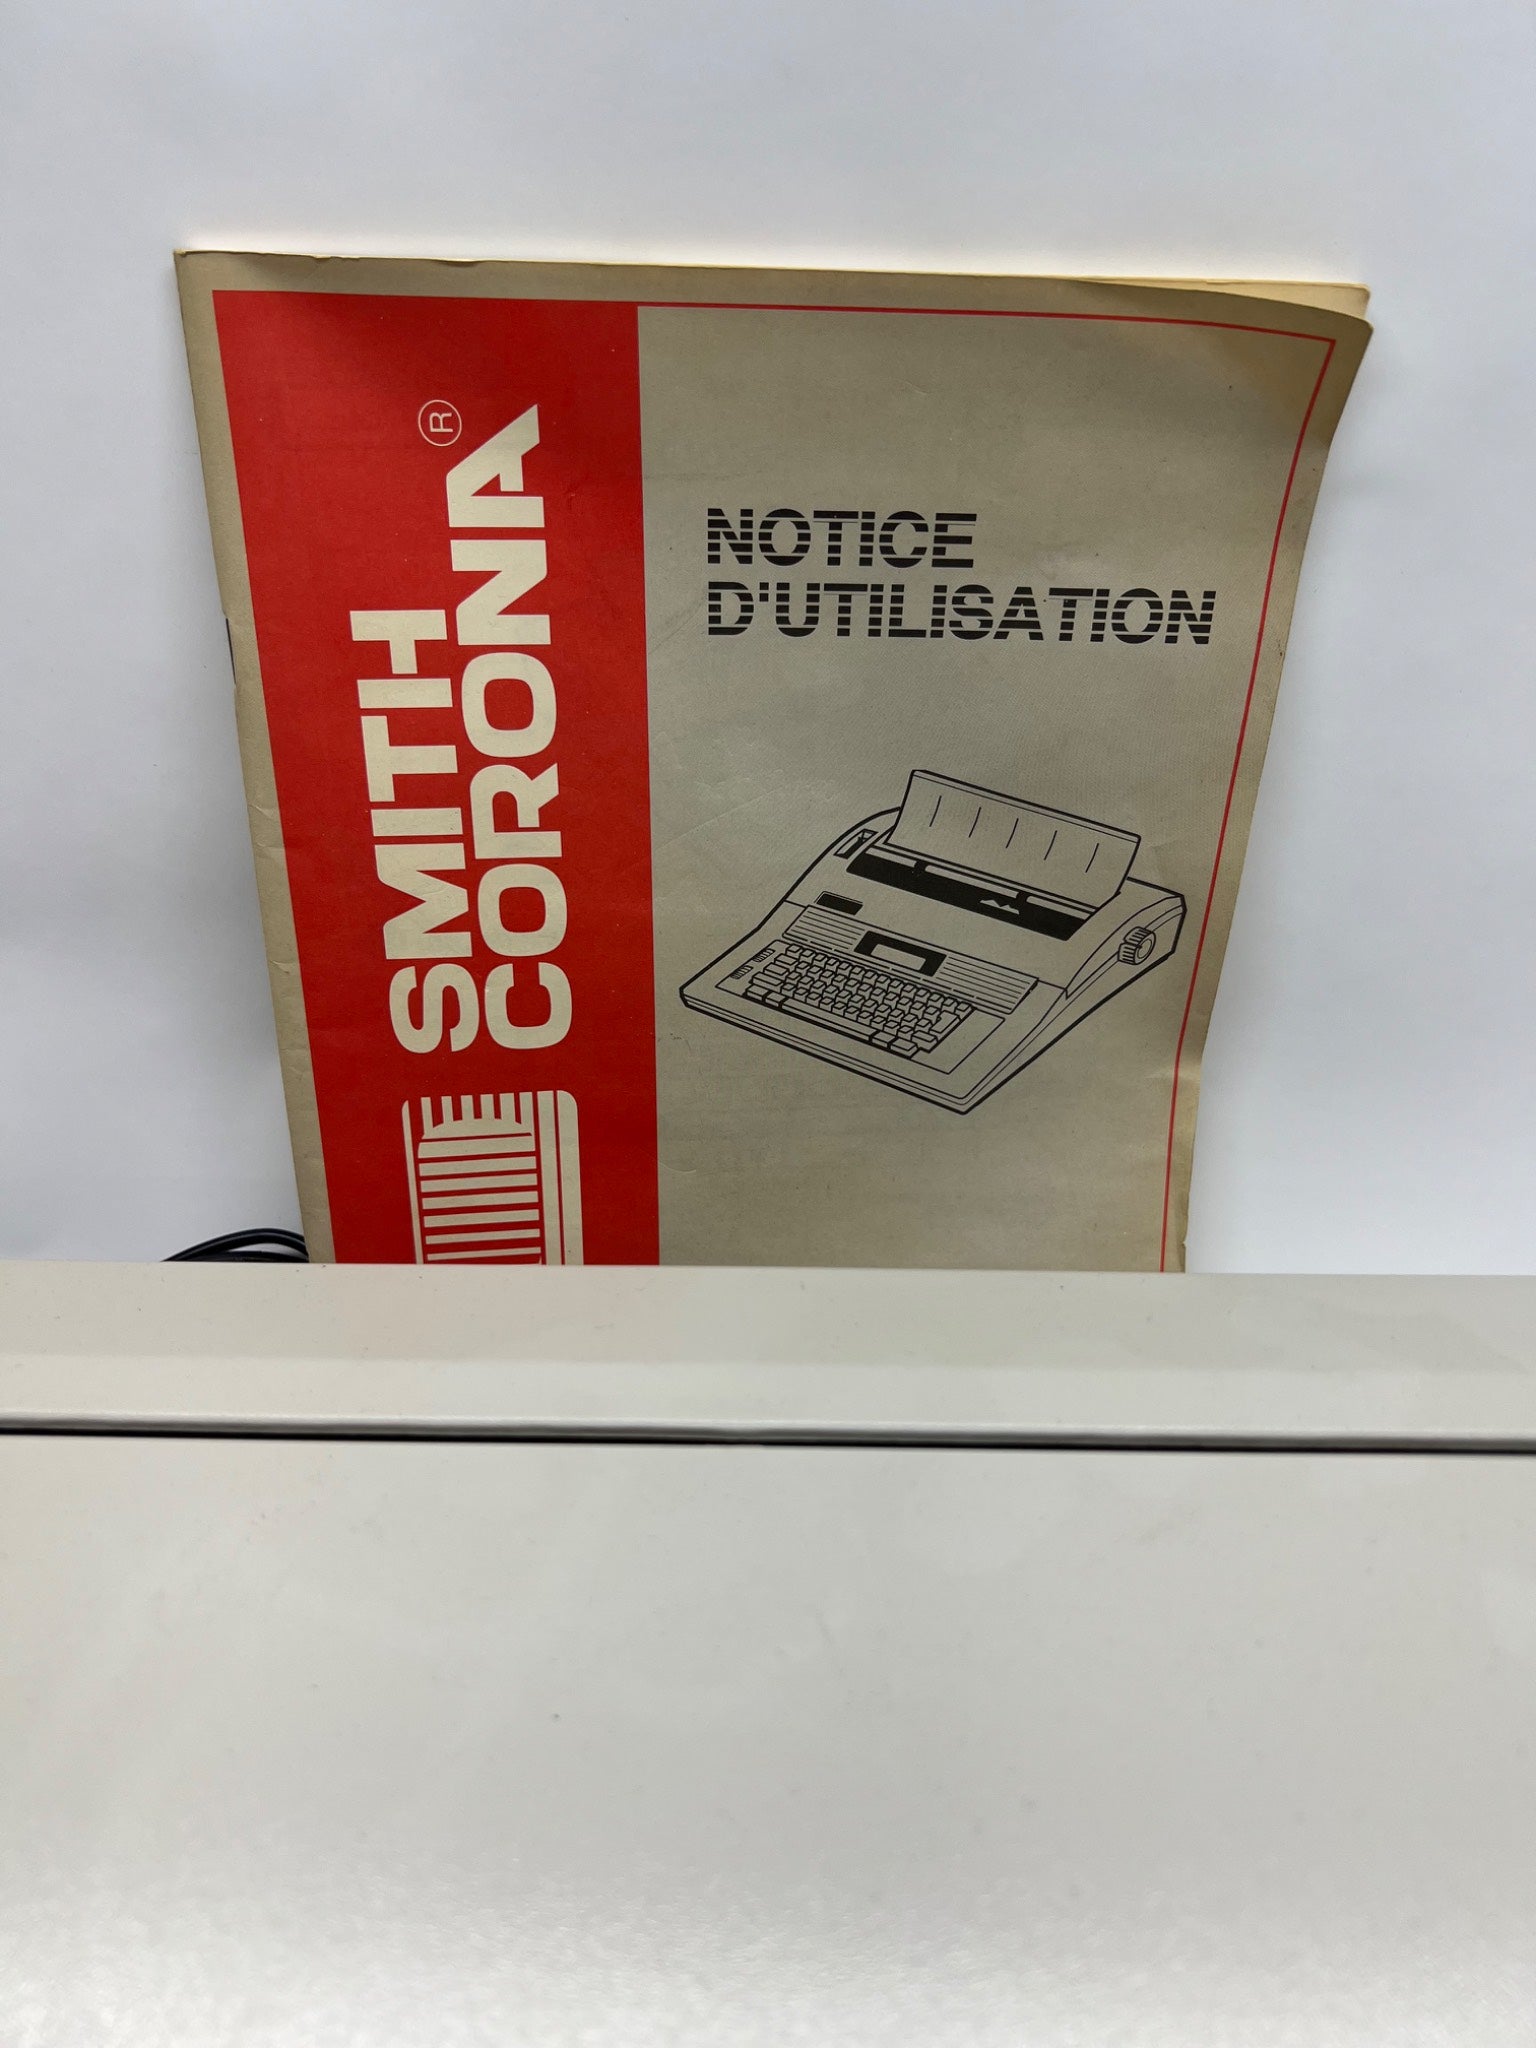 SMITH
CORONA®
NOTICE
D'UTILISATION